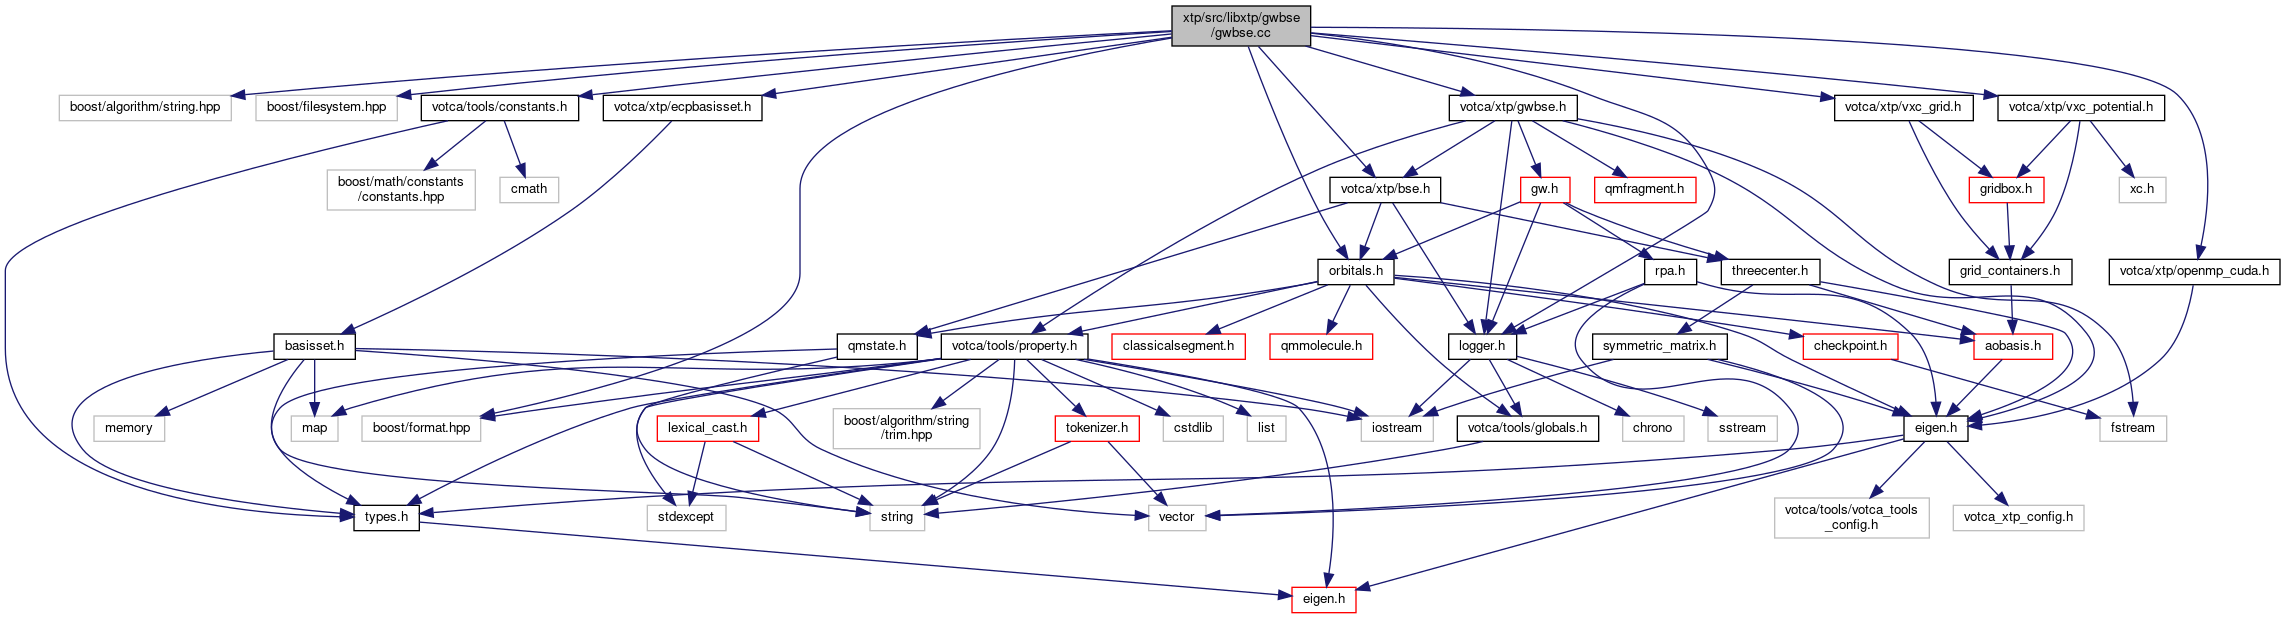 xtp/src/libxtp/gwbse
/gwbse.cc
boost/algorithm/string.hpp
boost/filesystem.hpp
votca/tools/constants.h
votca/xtp/ecpbasisset.h
votca/xtp/gwbse.h
votca/xtp/vxc_grid.h
votca/xtp/vxc_potential.h
boost/math/constants
/constants.hpp
cmath
votca/xtp/bse.h
gw.h
qmfragment.h
gridbox.h
xc.h
orbitals.h
rpa.h
threecenter.h
grid_containers.h
votca/xtp/openmp_cuda.h
basisset.h
qmstate.h
votca/tools/property.h
classicalsegment.h
qmmolecule.h
logger.h
symmetric_matrix.h
checkpoint.h
aobasis.h
memory
map
boost/format.hpp
lexical_cast.h
boost/algorithm/string
/trim.hpp
tokenizer.h
cstdlib
list
iostream
votca/tools/globals.h
chrono
sstream
eigen.h
fstream
types.h
stdexcept
string
vector
votca/tools/votca_tools
_config.h
votca_xtp_config.h
eigen.h